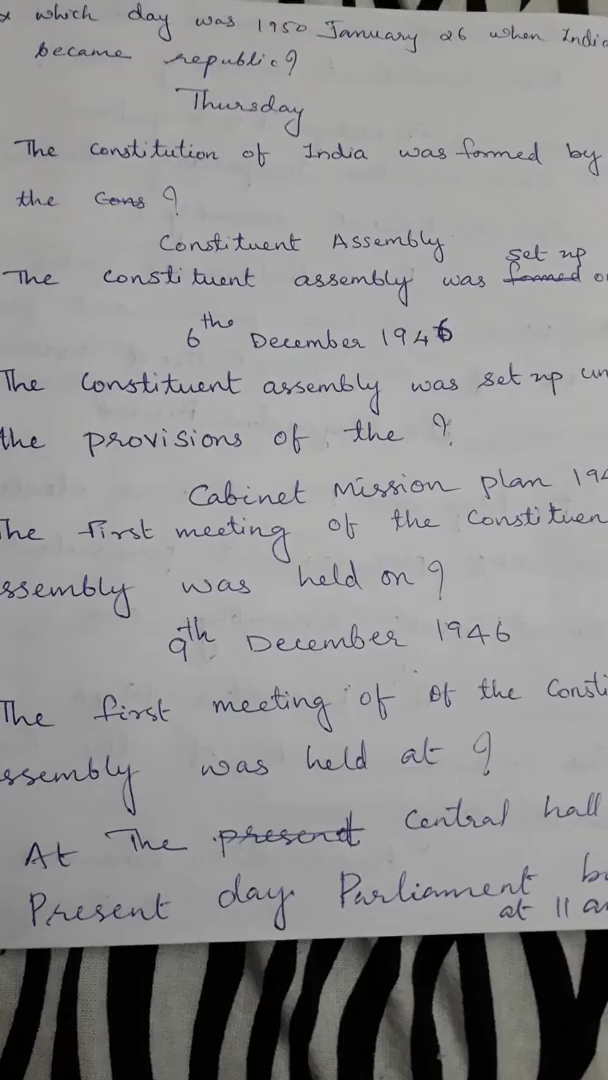 which day was 1950 January 26 when India
became republic?
Thursday
The constitution of India was formed by
the Cons ?
Constituent Assembly
set up
The constituent assembly was formed
6 the December 1946
The Constituent assembly was set up
the provisions of the ?
Cabinet Mission plan
The first meeting of the Constituen
ssembly was held on ?
9th December 1946
The first meeting of of the Consti
ssembly was held at ?
At The present central hall
Present day Parliament
at 11